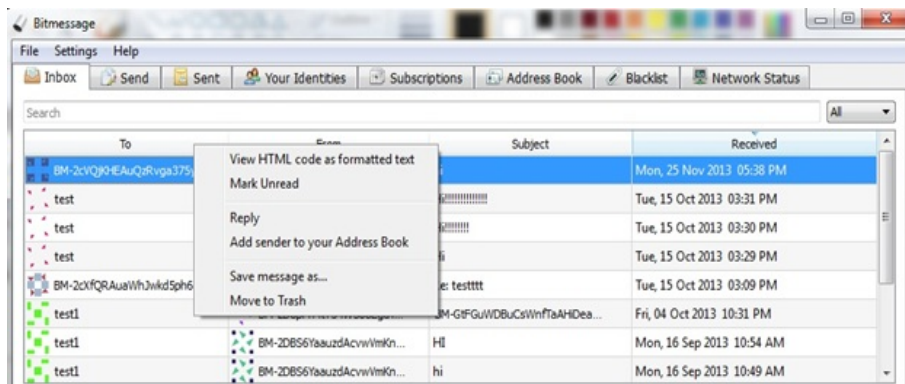 Bitmessage
File Settings Help
Inbox Send Sent Your Identities Subscriptions Address Book Blacklist Network Status
Search All
To From Subject Received
Mon, 25 Nov 2013 05:38 PM
View HTML code as formatted text
Mark Unread
Reply
Add sender to your Address Book
Save message as...
Move to Trash
test Tue, 15 Oct 2013 03:31 PM
test Tue, 15 Oct 2013 03:30 PM
test Tue, 15 Oct 2013 03:29 PM
testttt Tue, 15 Oct 2013 03:09 PM
test1 Fri, 04 Oct 2013 10:31 PM
test1 BM-2DBS6YaauzdAcvwVmKn... HI Mon, 16 Sep 2013 10:54 AM
test1 BM-2DBS6YaauzdAcvwVmKn... hi Mon, 16 Sep 2013 10:49 AM